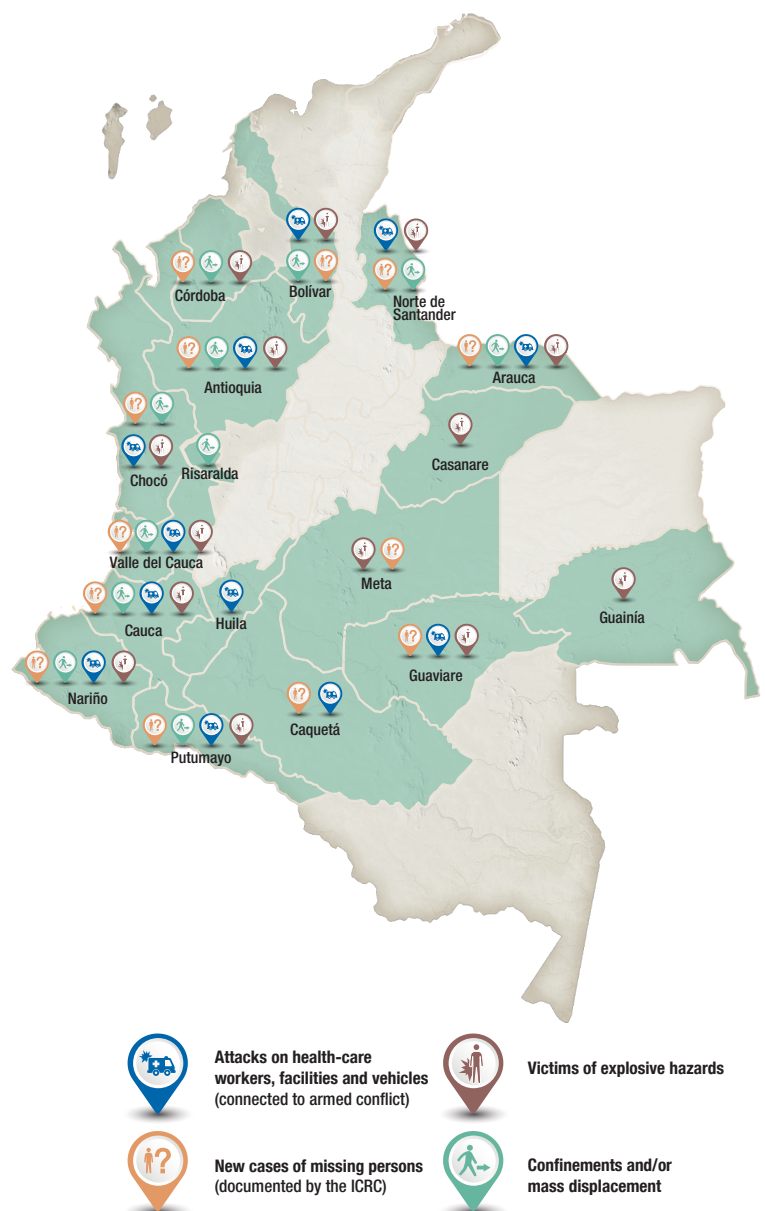 Córdoba
Bolívar
Norte de
Santander
Antioquia
Arauca
Chocó
Risaralda
Casanare
Valle del Cauca
Meta
Guainía
Cauca
Huila
Guaviare
Nariño
Caquetá
Putumayo
Attacks on health-care
workers, facilities and vehicles
(connected to armed conflict)
Victims of explosive hazards
New cases of missing persons
(documented by the ICRC)
Confinements and/or
mass displacement